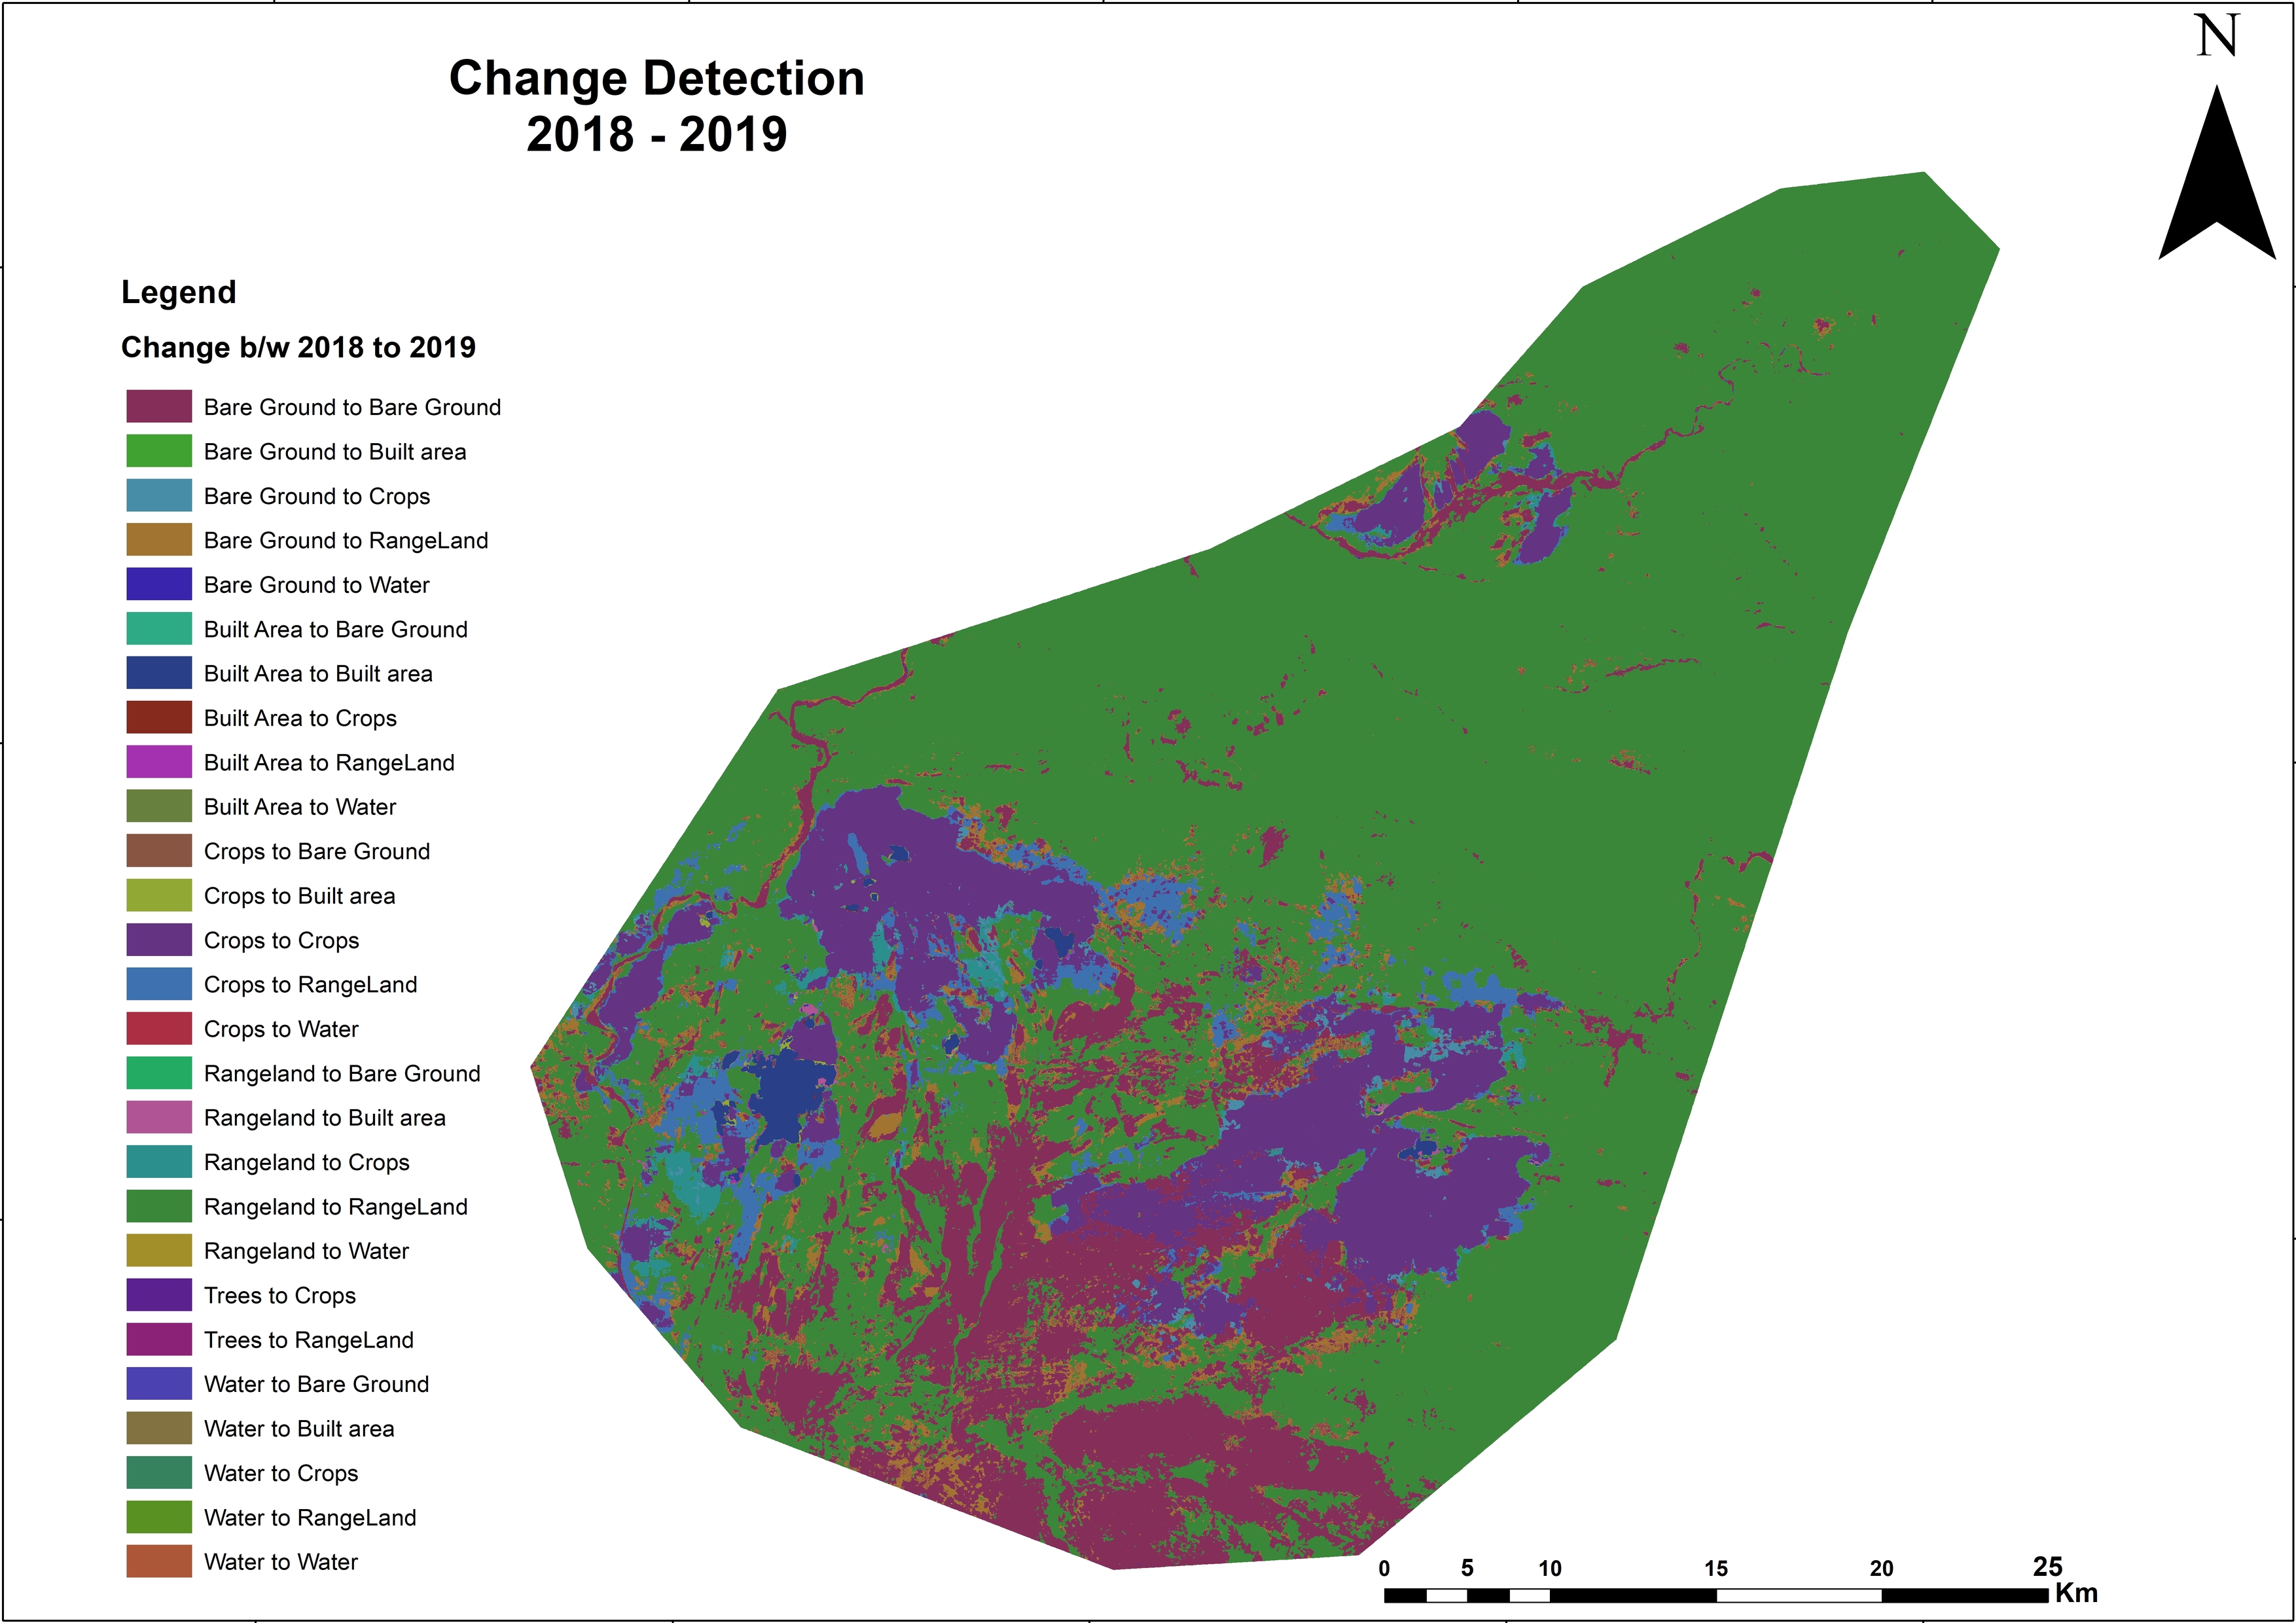 N
Change Detection
2018 - 2019
Legend
Change b/w 2018 to 2019
Bare Ground to Bare Ground
Bare Ground to Built area
Bare Ground to Crops
Bare Ground to RangeLand
Bare Ground to Water
Built Area to Bare Ground
Built Area to Built area
Built Area to Crops
Built Area to RangeLand
Built Area to Water
Crops to Bare Ground
Crops to Built area
Crops to Crops
Crops to RangeLand
Crops to Water
Rangeland to Bare Ground
Rangeland to Built area
Rangeland to Crops
Rangeland to RangeLand
Rangeland to Water
Trees to Crops
Trees to RangeLand
Water to Bare Ground
Water to Built area
Water to Crops
Water to RangeLand
Water to Water
0 5 10 15 20 25
Km